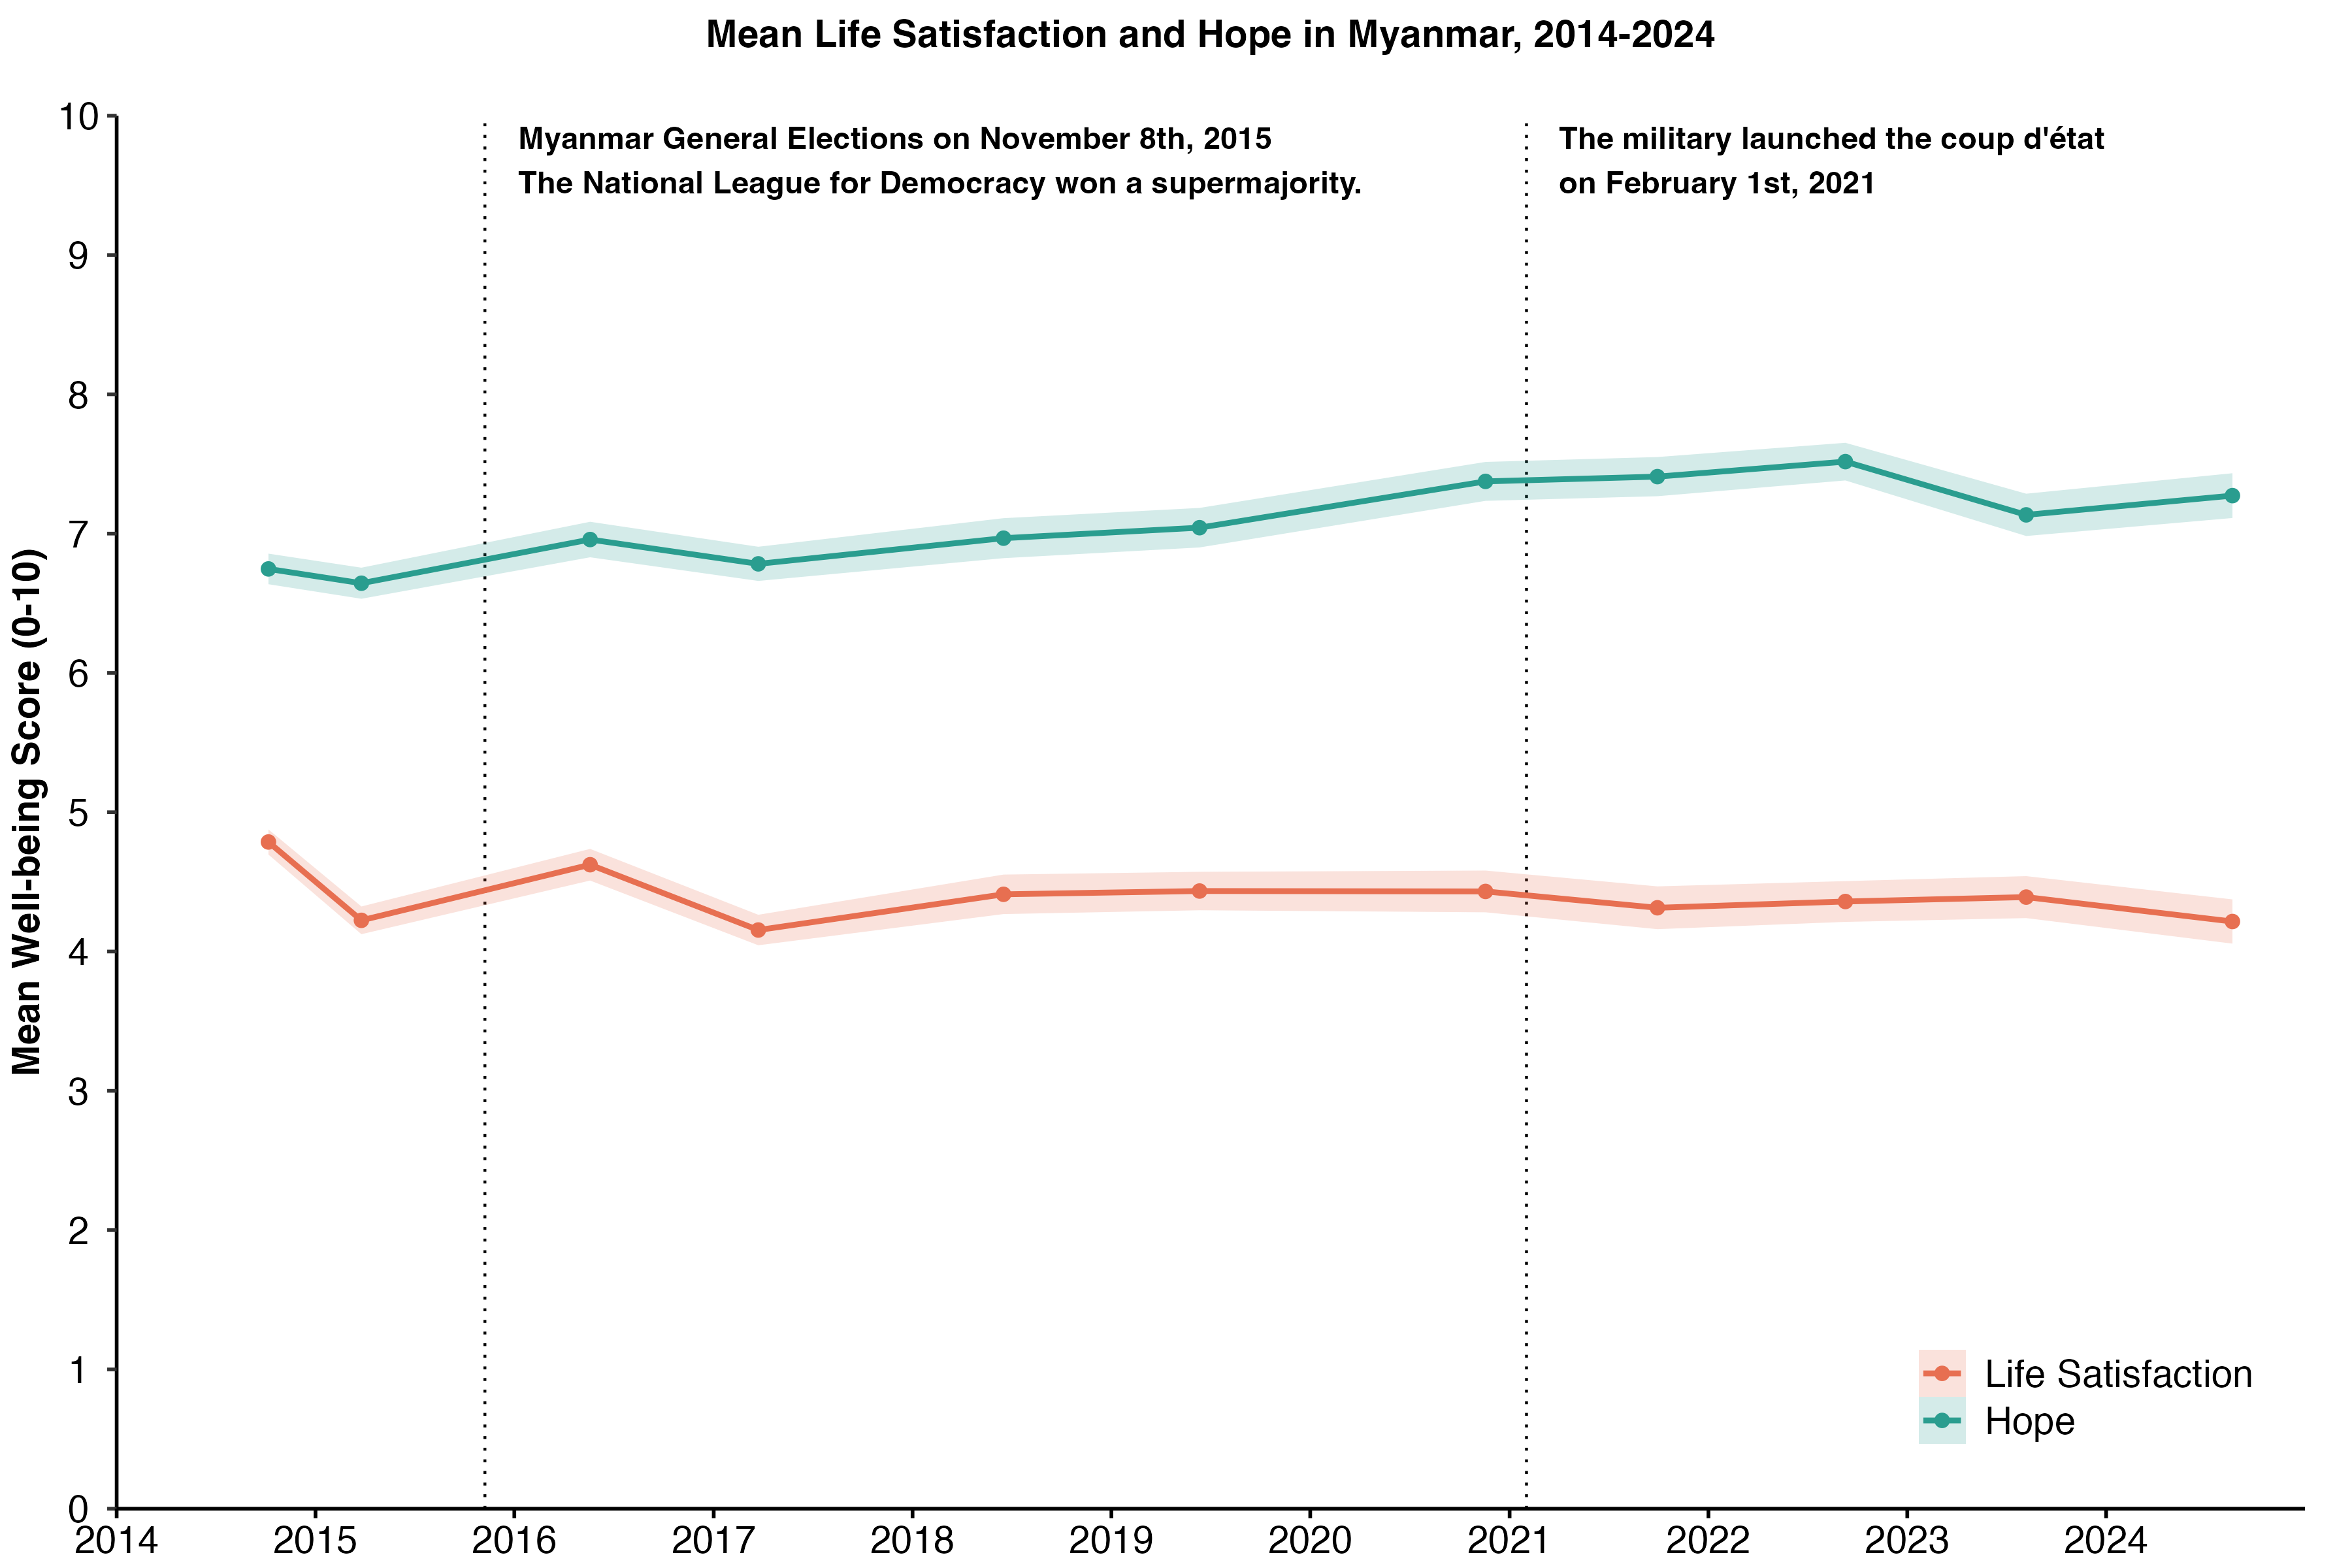 Mean Life Satisfaction and Hope in Myanmar, 2014-2024
Myanmar General Elections on November 8th, 2015
The National League for Democracy won a supermajority.
The military launched the coup d'état
on February 1st, 2021
Mean Well-being Score (0-10)
10
9
8
7
6
5
4
3
2
1
0
Life Satisfaction
Hope
2014 2015 2016 2017 2018 2019 2020 2021 2022 2023 2024